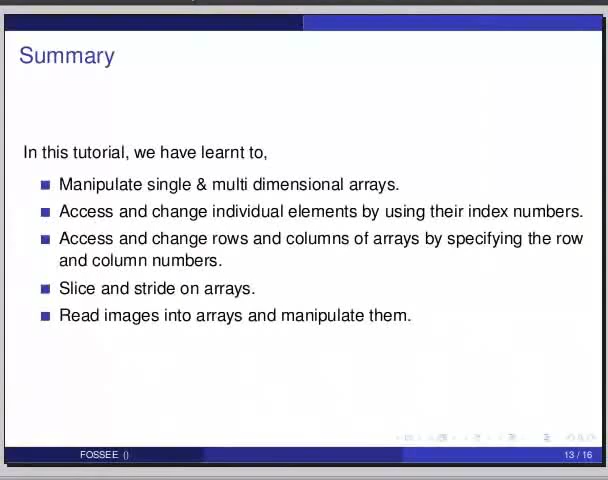 Summary
In this tutorial, we have learnt to,
Manipulate single & multi dimensional arrays.
Access and change individual elements by using their index numbers.
Access and change rows and columns of arrays by specifying the row
and column numbers.
Slice and stride on arrays.
Read images into arrays and manipulate them.
FOSSEE ()
13 / 16